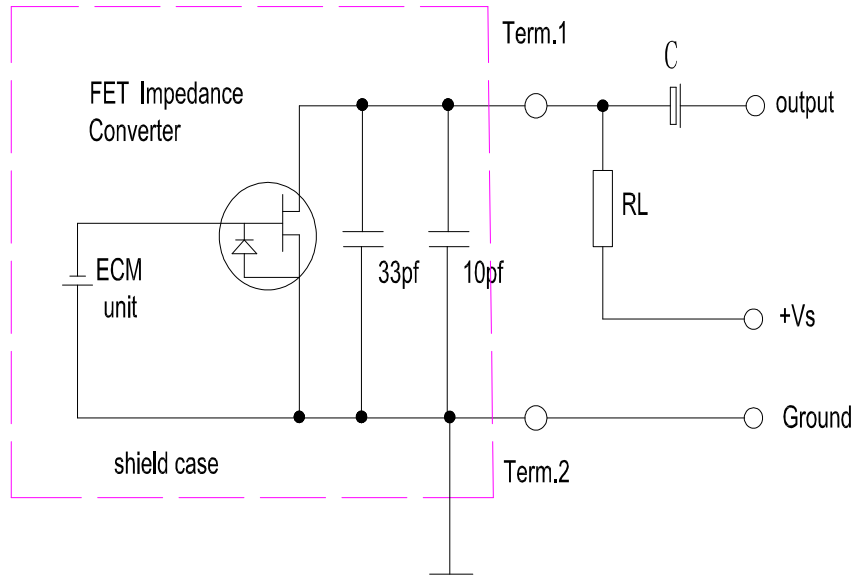 Term.1
C
FET Impedance
Converter
output
RL
ECM
unit
33pf
10pf
+Vs
Ground
shield case
Term.2